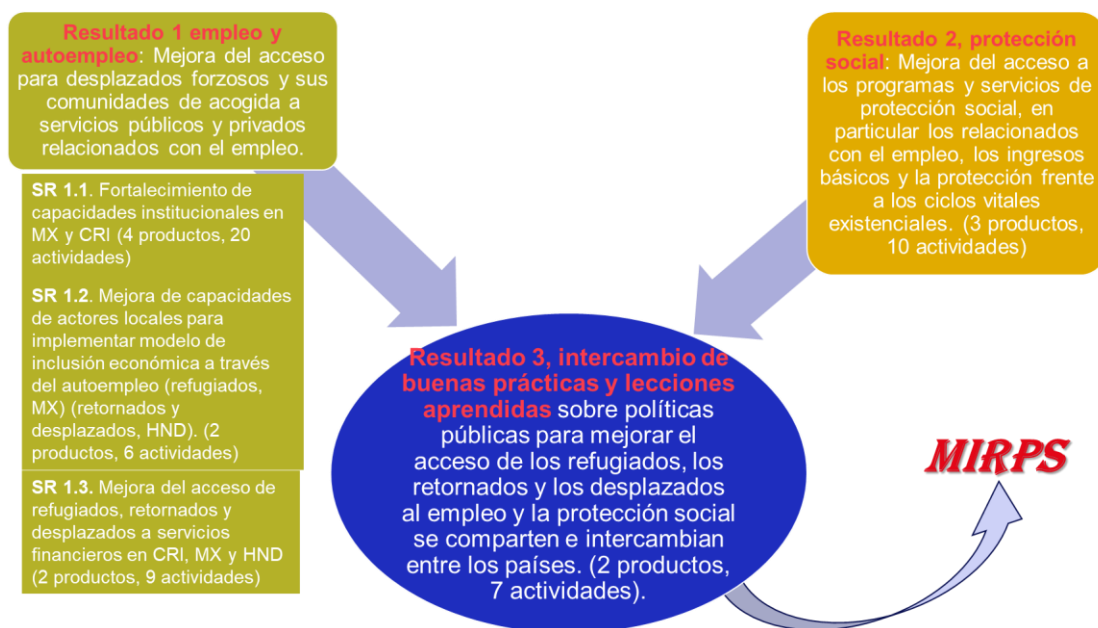 Resultado 1 empleo y
autoempleo: Mejora del acceso
para desplazados forzosos y sus
comunidades de acogida a
servicios públicos y privados
relacionados con el empleo.
SR 1.1. Fortalecimiento de
capacidades institucionales en
MX y CRI (4 productos, 20
actividades)
SR 1.2. Mejora de capacidades
de actores locales para
implementar modelo de
inclusión económica a través
del autoempleo (refugiados,
MX) (retornados y
desplazados, HND). (2
productos, 6 actividades)
SR 1.3. Mejora del acceso de
refugiados, retornados y
desplazados a servicios
financieros en CRI, MX y HND
(2 productos, 9 actividades)
Resultado 2, protección
social: Mejora del acceso a
los programas y servicios de
protección social, en
particular los relacionados
con el empleo, los ingresos
básicos y la protección frente
a los ciclos vitales
existenciales. (3 productos,
10 actividades)
Resultado 3, intercambio de
buenas prácticas y lecciones
aprendidas sobre políticas
públicas para mejorar el
acceso de los refugiados, los
retornados y los desplazados
al empleo y la protección social
se comparten e intercambian
entre los países. (2 productos,
7 actividades).
MIRPS